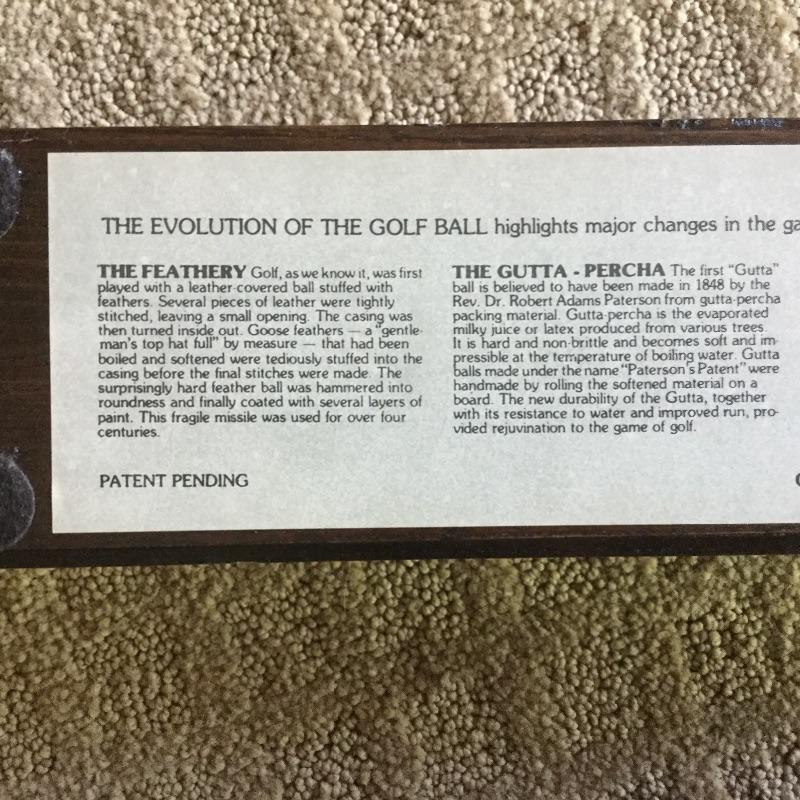 THE EVOLUTION OF THE GOLF BALL highlights major changes in the
THE FEATHERY Golf, as we know it, was first
played with a leather-covered ball stuffed with
feathers. Several pieces of leather were tightly
stitched, leaving a small opening. The casing was
then turned inside out. Goose feathers — a "gentle-
man's top hat full" by measure — that had been
boiled and softened were tediously stuffed into the
casing before the final stitches were made. The
surprisingly hard feather ball was hammered into
roundness and finally coated with several layers of
paint. This fragile missile was used for over four
centuries.
THE GUTTA - PERCHA The first "Gutta"
ball is believed to have been made in 1848 by the
Rev. Dr. Robert Adams Paterson from gutta-percha
packing material. Gutta-percha is the evaporated
milky juice or latex produced from various trees.
It is hard and non-brittle and becomes soft and im-
pressible at the temperature of boiling water. Gutta
balls made under the name "Paterson's Patent" were
handmade by rolling the softened material on a
board. The new durability of the Gutta, together
with its resistance to water and improved run, pro-
vided rejuvination to the game of golf.
PATENT PENDING